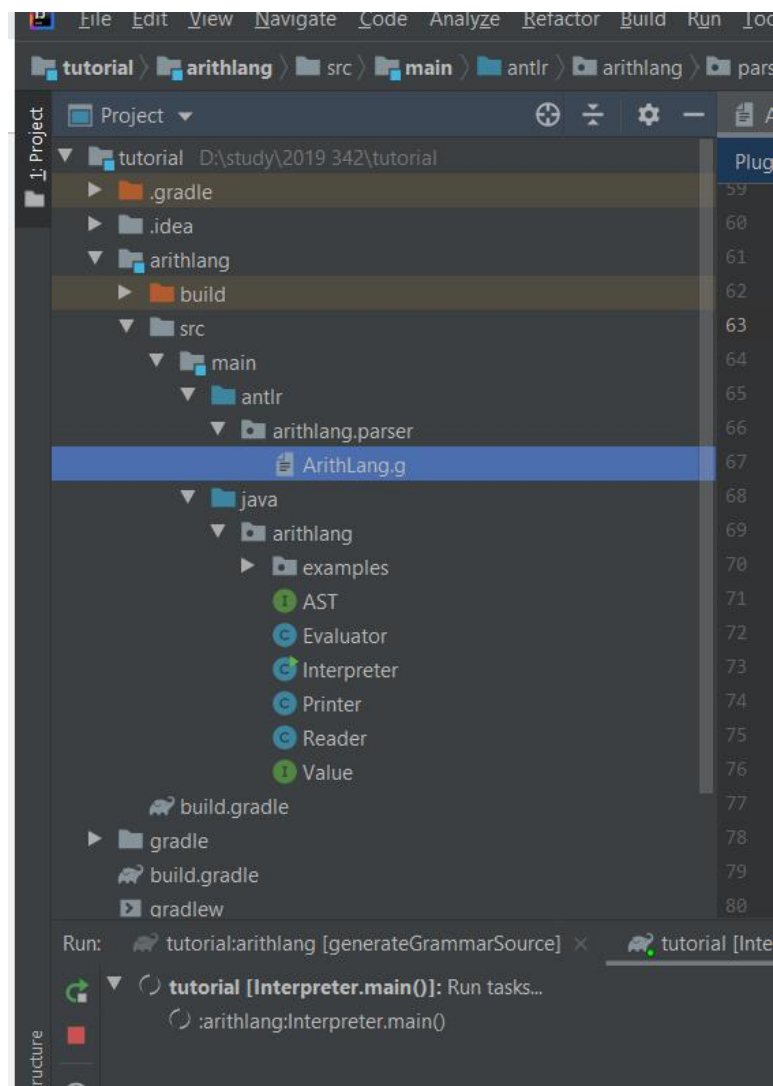 File Edit View Navigate Code Analyze Refactor Build Run
tutorial arithlang src main antlr arithlang
1: Project
Project
tutorial D:\study\2019 342\tutorial
Plug
.gradle
59
.idea
60
arithlang
61
build
62
src
63
main
64
antlr
65
arithlang.parser
66
ArithLang.g
67
java
68
arithlang
69
examples
70
AST
71
Evaluator
72
Interpreter
73
Printer
74
Reader
75
Value
76
build.gradle
77
gradle
78
build.gradle
79
gradlew
80
Run: tutorial:arithlang [generateGrammarSource] tutorial [Inte
tutorial [Interpreter.main()]: Run tasks...
:arithlang:Interpreter.main()
ructure